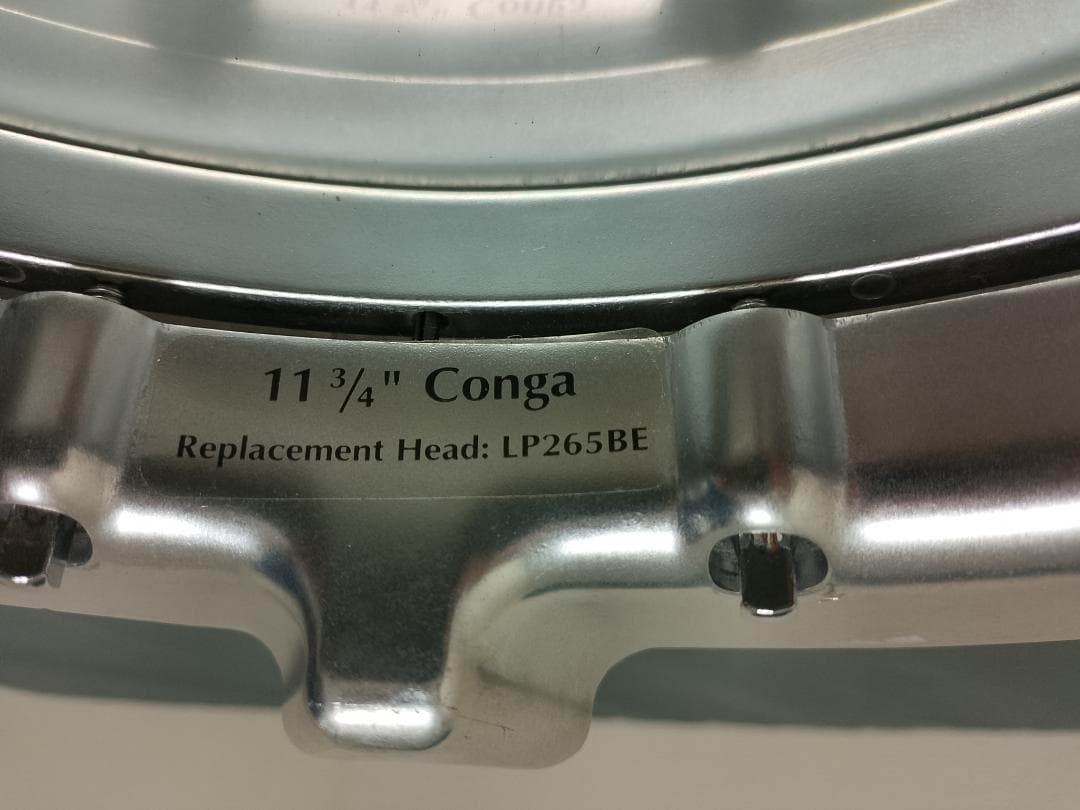 11 3/4" Conga
Replacement Head: LP265BE